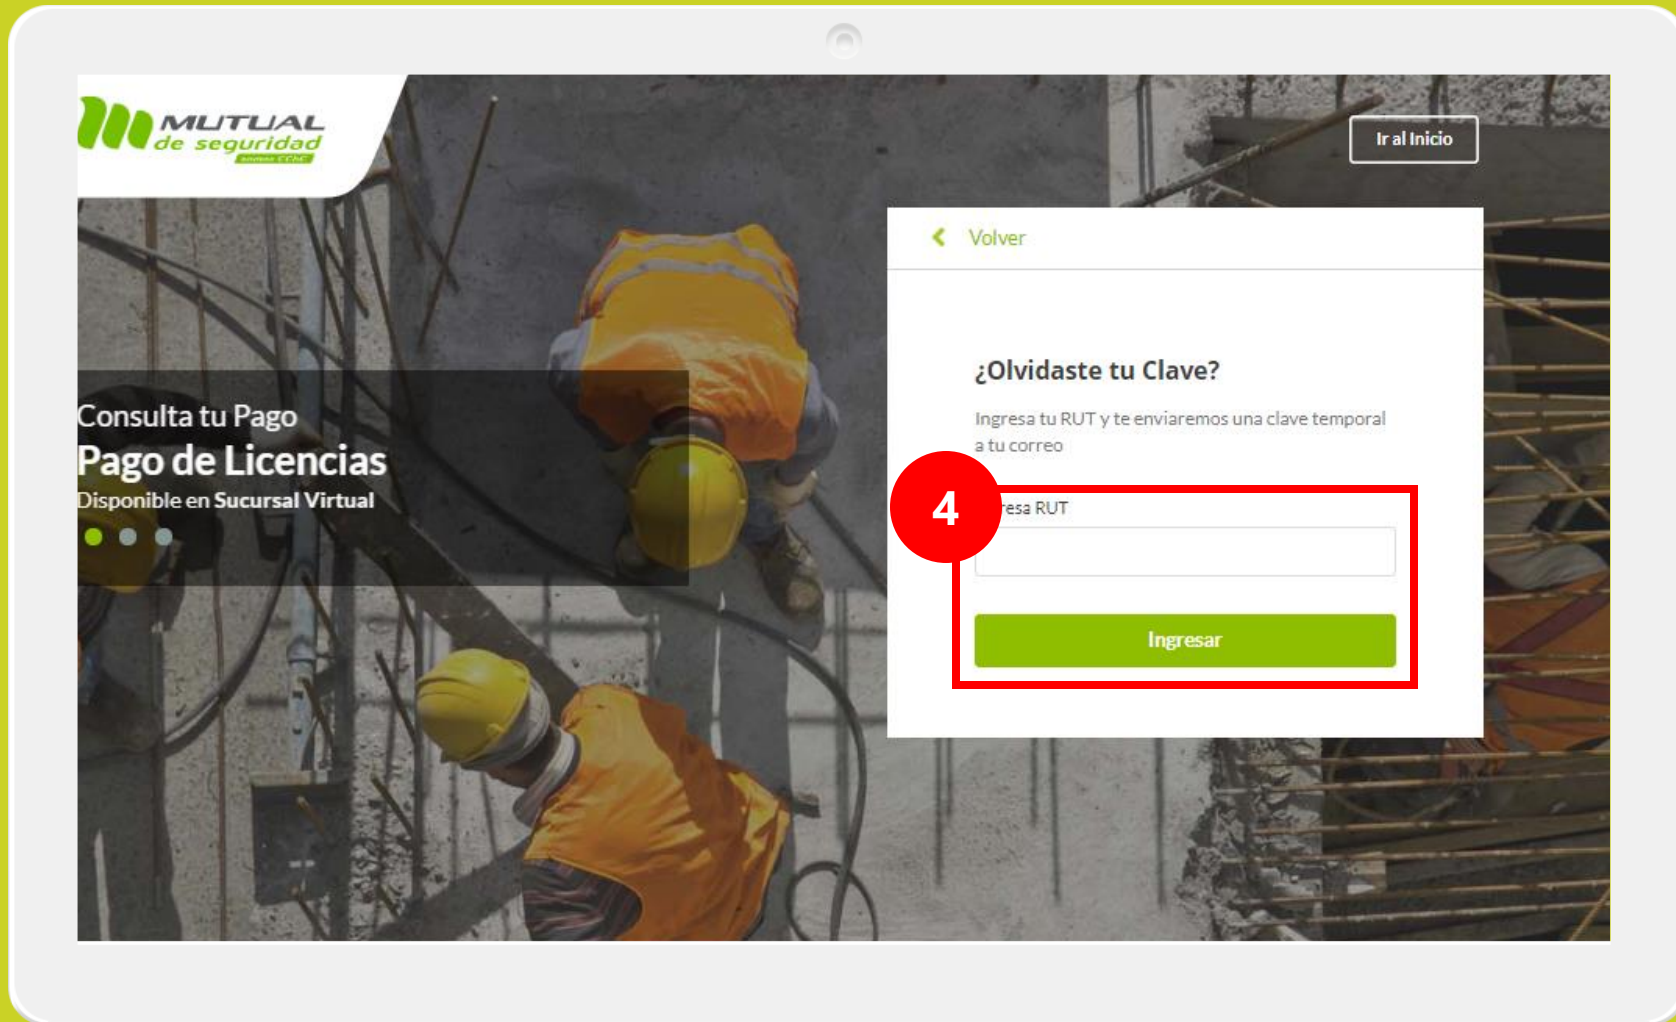 MUTUAL
de seguridad
Ir al Inicio
Volver
¿Olvidaste tu Clave?
Ingresa tu RUT y te enviaremos una clave temporal
a tu correo
4
resa RUT
Ingresar
Consulta tu Pago
Pago de Licencias
Disponible en Sucursal Virtual